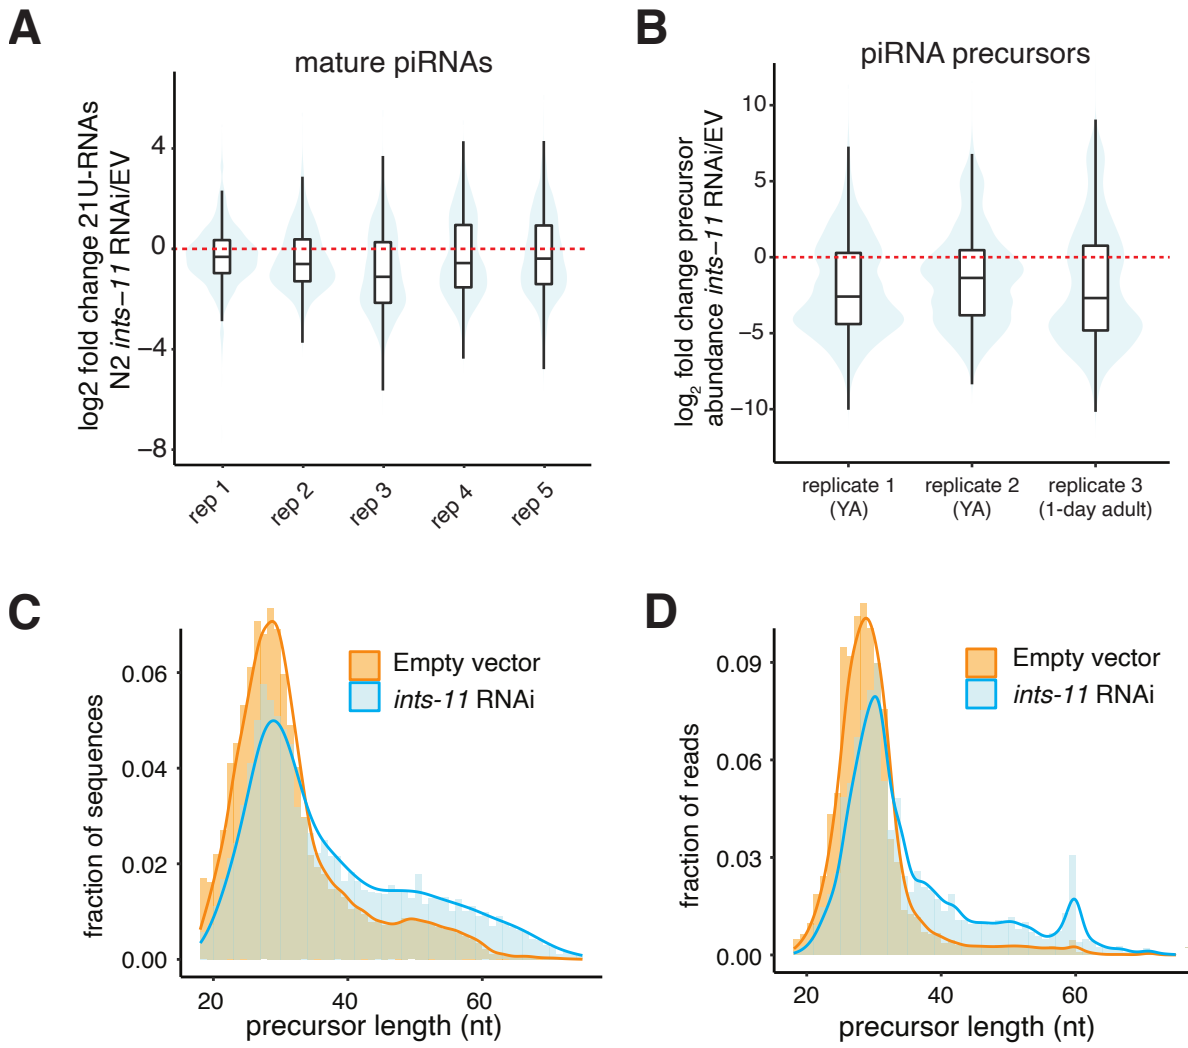 A
mature piRNAs
log2 fold change 21U-RNAs
N2 ints−11 RNAi/EV
4
0
−4
−8
rep 1
rep 2
rep 3
rep 4
rep 5
B
piRNA precursors
log2 fold change precursor
abundance ints−11 RNAi/EV
10
5
0
−5
−10
replicate 1
(YA)
replicate 2
(YA)
replicate 3
(1-day adult)
C
fraction of sequences
0.06
0.04
0.02
0.00
Empty vector
ints-11 RNAi
20
40
60
precursor length (nt)
D
fraction of reads
0.09
0.06
0.03
0.00
Empty vector
ints-11 RNAi
20
40
60
precursor length (nt)